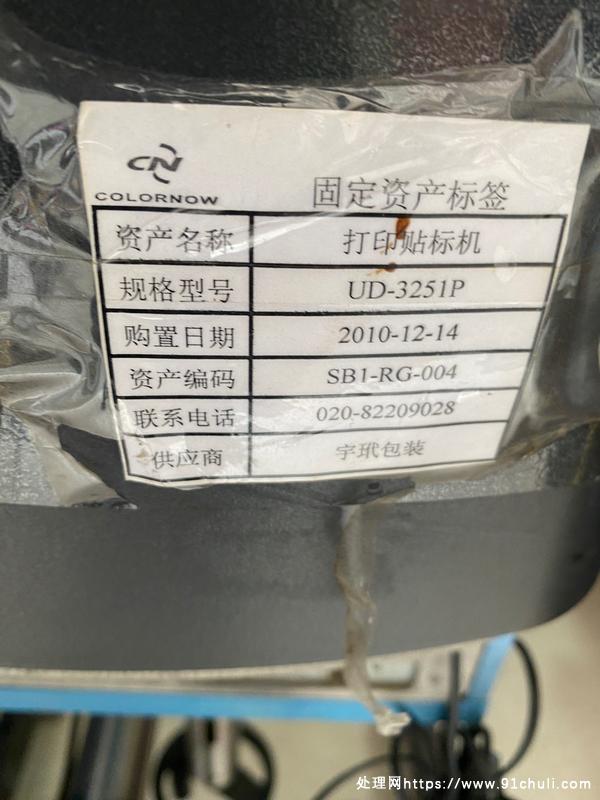 CN
COLORNOW
固定资产标签
资产名称 打印贴标机
规格型号 UD-3251P
购置日期 2010-12-14
资产编码 SB1-RG-004
联系电话 020-82209028
供应商 宇玳包装
处理网https://www.91chuli.com